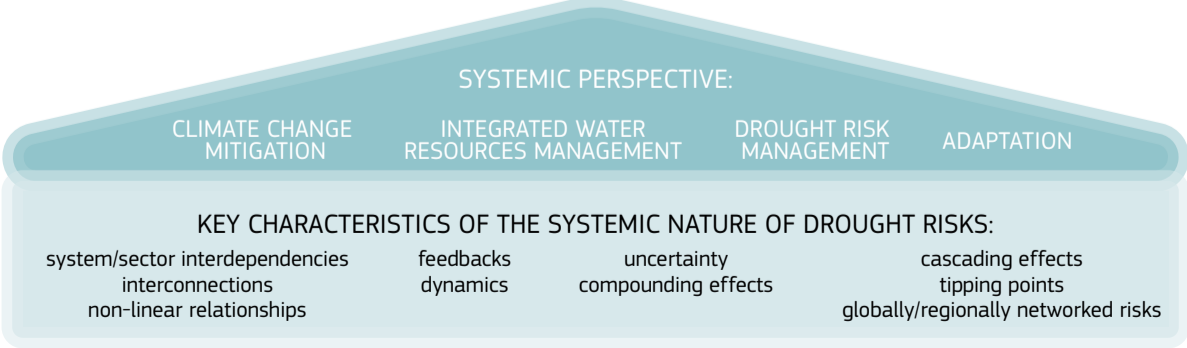 SYSTEMIC PERSPECTIVE:
CLIMATE CHANGE
MITIGATION
INTEGRATED WATER
RESOURCES MANAGEMENT
DROUGHT RISK
MANAGEMENT
ADAPTATION
KEY CHARACTERISTICS OF THE SYSTEMIC NATURE OF DROUGHT RISKS:
system/sector interdependencies
interconnections
non-linear relationships
feedbacks
dynamics
uncertainty
compounding effects
cascading effects
tipping points
globally/regionally networked risks